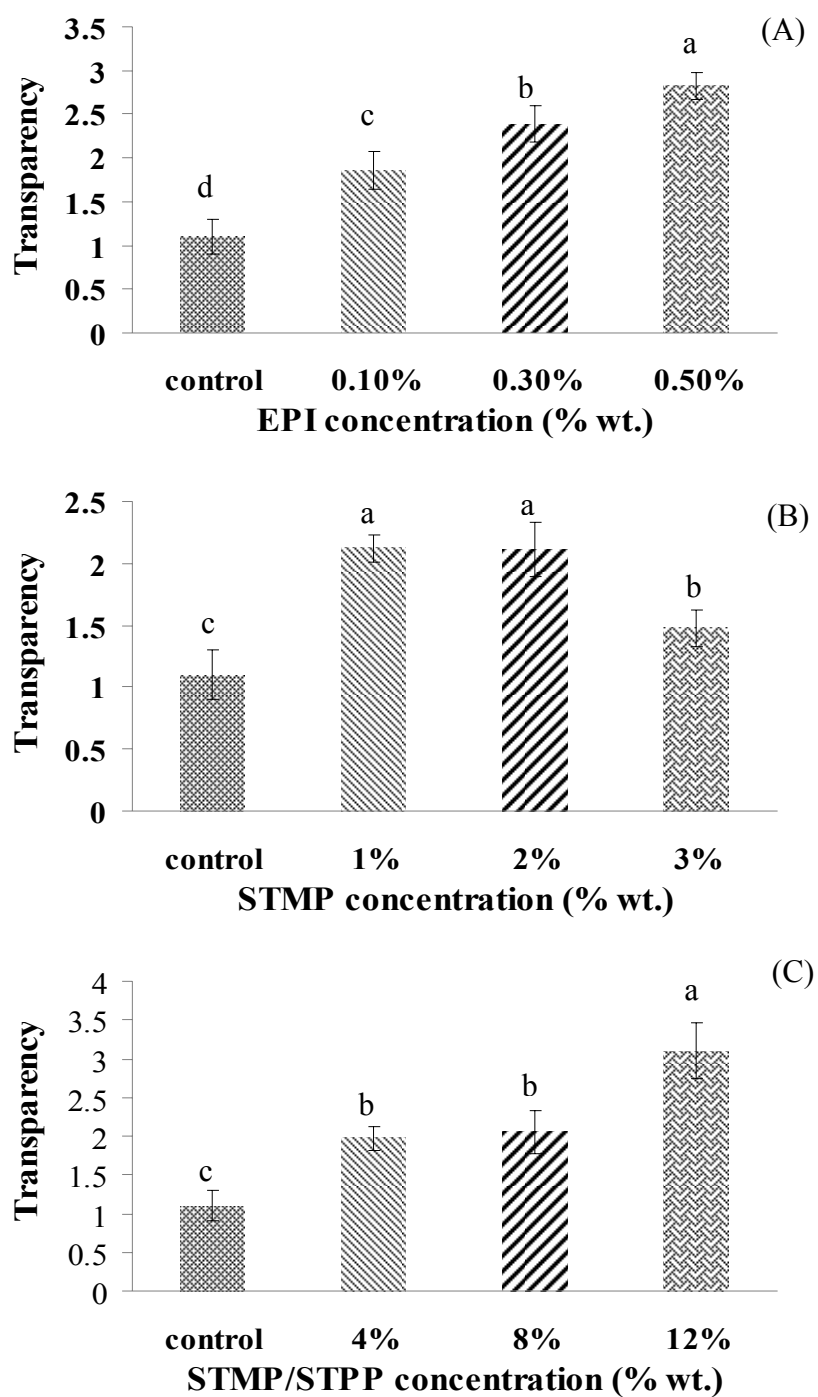 (A)
Transparency
3.5
3
2.5
2
1.5
1
0.5
0
d
c
b
a
control 0.10% 0.30% 0.50%
EPI concentration (% wt.)
(B)
Transparency
2.5
2
1.5
1
0.5
0
c
a
a
b
control 1% 2% 3%
STMP concentration (% wt.)
(C)
Transparency
4
3.5
3
2.5
2
1.5
1
0.5
0
c
b
b
a
control 4% 8% 12%
STMP/STPP concentration (% wt.)